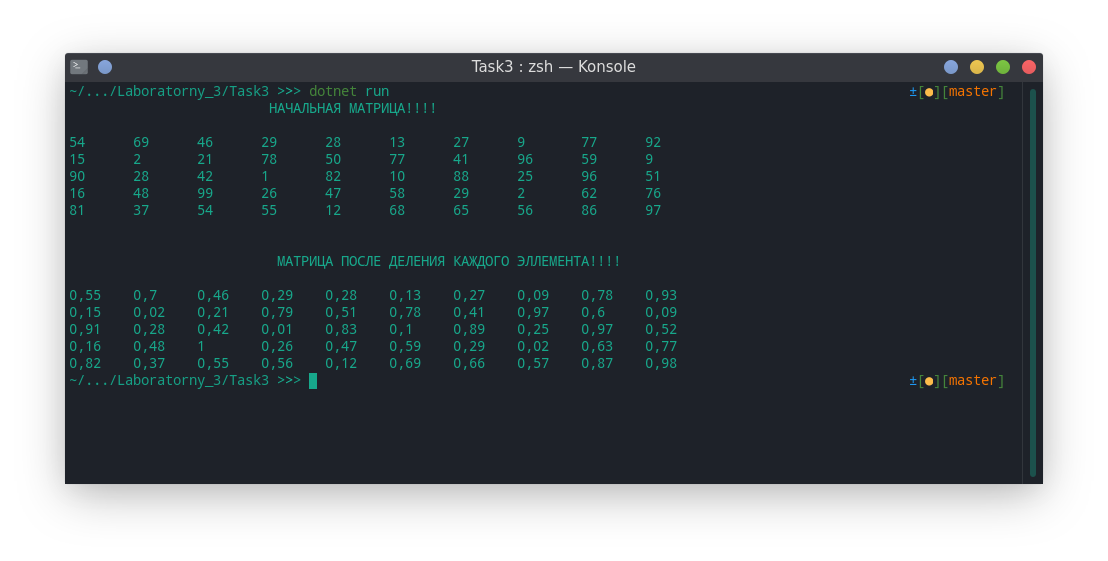 Task3 : zsh — Konsole
~/.../Laboratorny_3/Task3 >>> dotnet run ±[●][master]
НАЧАЛЬНАЯ МАТРИЦА!!!!
54 69 46 29 28 13 27 9 77 92
15 2 21 78 50 77 41 96 59 9
90 28 42 1 82 10 88 25 96 51
16 48 99 26 47 58 29 2 62 76
81 37 54 55 12 68 65 56 86 97
МАТРИЦА ПОСЛЕ ДЕЛЕНИЯ КАЖДОГО ЭЛЛЕМЕНТА!!!!
0,55 0,7 0,46 0,29 0,28 0,13 0,27 0,09 0,78 0,93
0,15 0,02 0,21 0,79 0,51 0,78 0,41 0,97 0,6 0,09
0,91 0,28 0,42 0,01 0,83 0,1 0,89 0,25 0,97 0,52
0,16 0,48 1 0,26 0,47 0,59 0,29 0,02 0,63 0,77
0,82 0,37 0,55 0,56 0,12 0,69 0,66 0,57 0,87 0,98
~/.../Laboratorny_3/Task3 >>> ±[●][master]